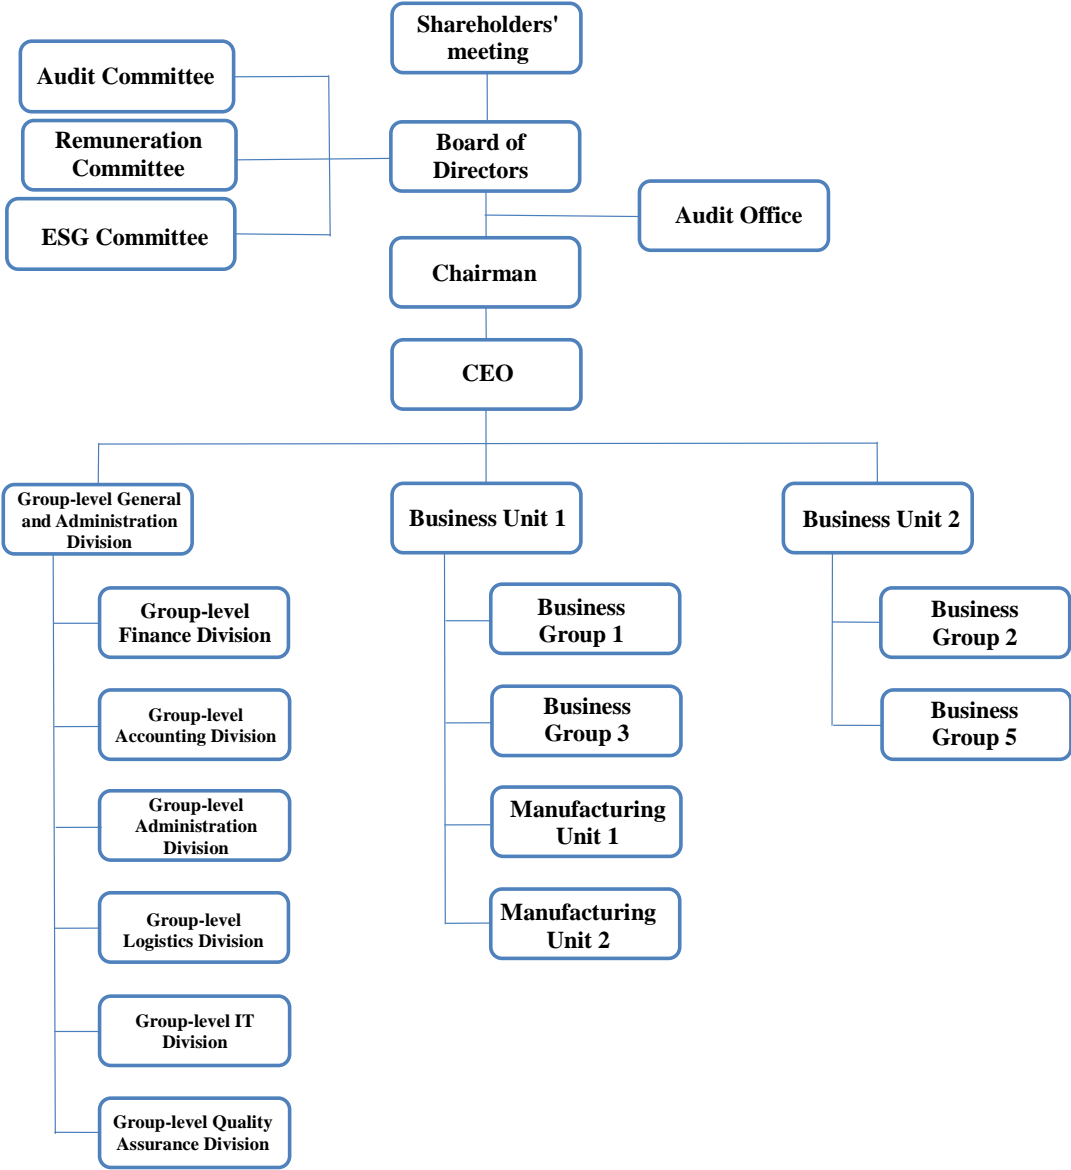 Shareholders'
meeting
Audit Committee
Remuneration
Committee
ESG Committee
Board of
Directors
Audit Office
Chairman
CEO
Group-level General
and Administration
Division
Business Unit 1
Business Unit 2
Group-level
Finance Division
Group-level
Accounting Division
Group-level
Administration
Division
Group-level
Logistics Division
Group-level IT
Division
Group-level Quality
Assurance Division
Business
Group 1
Business
Group 3
Manufacturing
Unit 1
Manufacturing
Unit 2
Business
Group 2
Business
Group 5